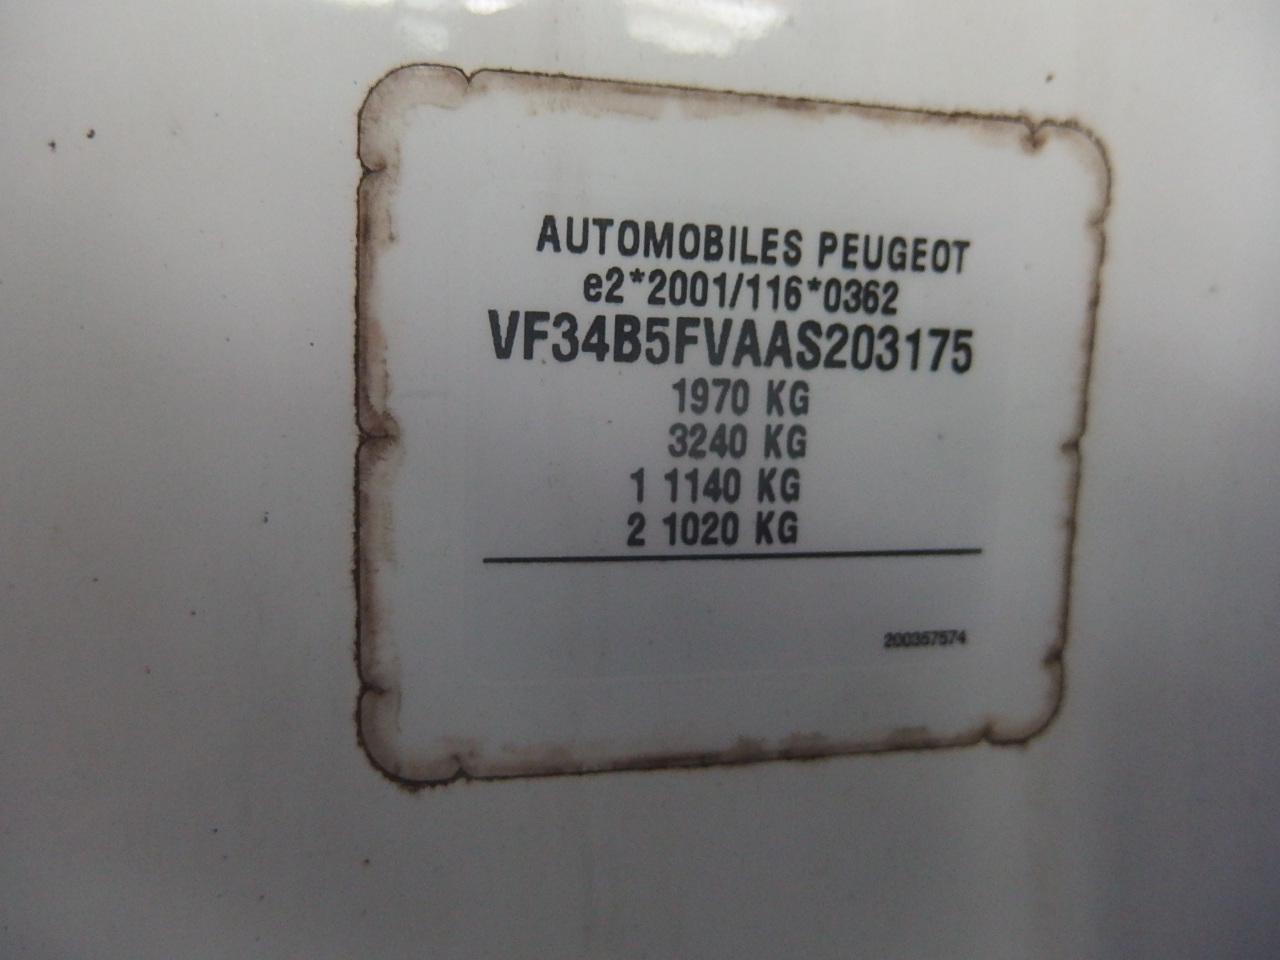 AUTOMOBILES PEUGEOT
e2*2001/116*0362
VF34B5FVAAS203175
1970 KG
3240 KG
1 1140 KG
2 1020 KG
200357574